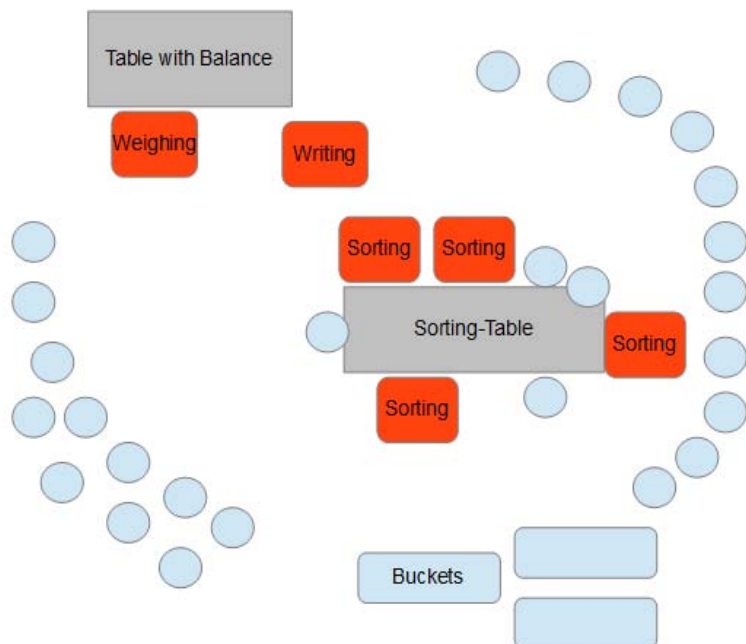 Table with Balance
Weighing
Writing
Sorting
Sorting
Sorting-Table
Sorting
Sorting
Buckets